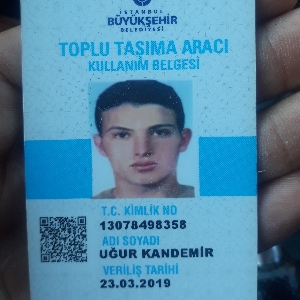 İSTANBUL
BÜYÜKŞEHİR
BELEDİYESİ
TOPLU TAŞIMA ARACI
KULLANIM BELGESİ
T.C. KİMLİK NO
13078498358
ADI SOYADI
UĞUR KANDEMİR
VERİLİŞ TARİHİ
23.03.2019